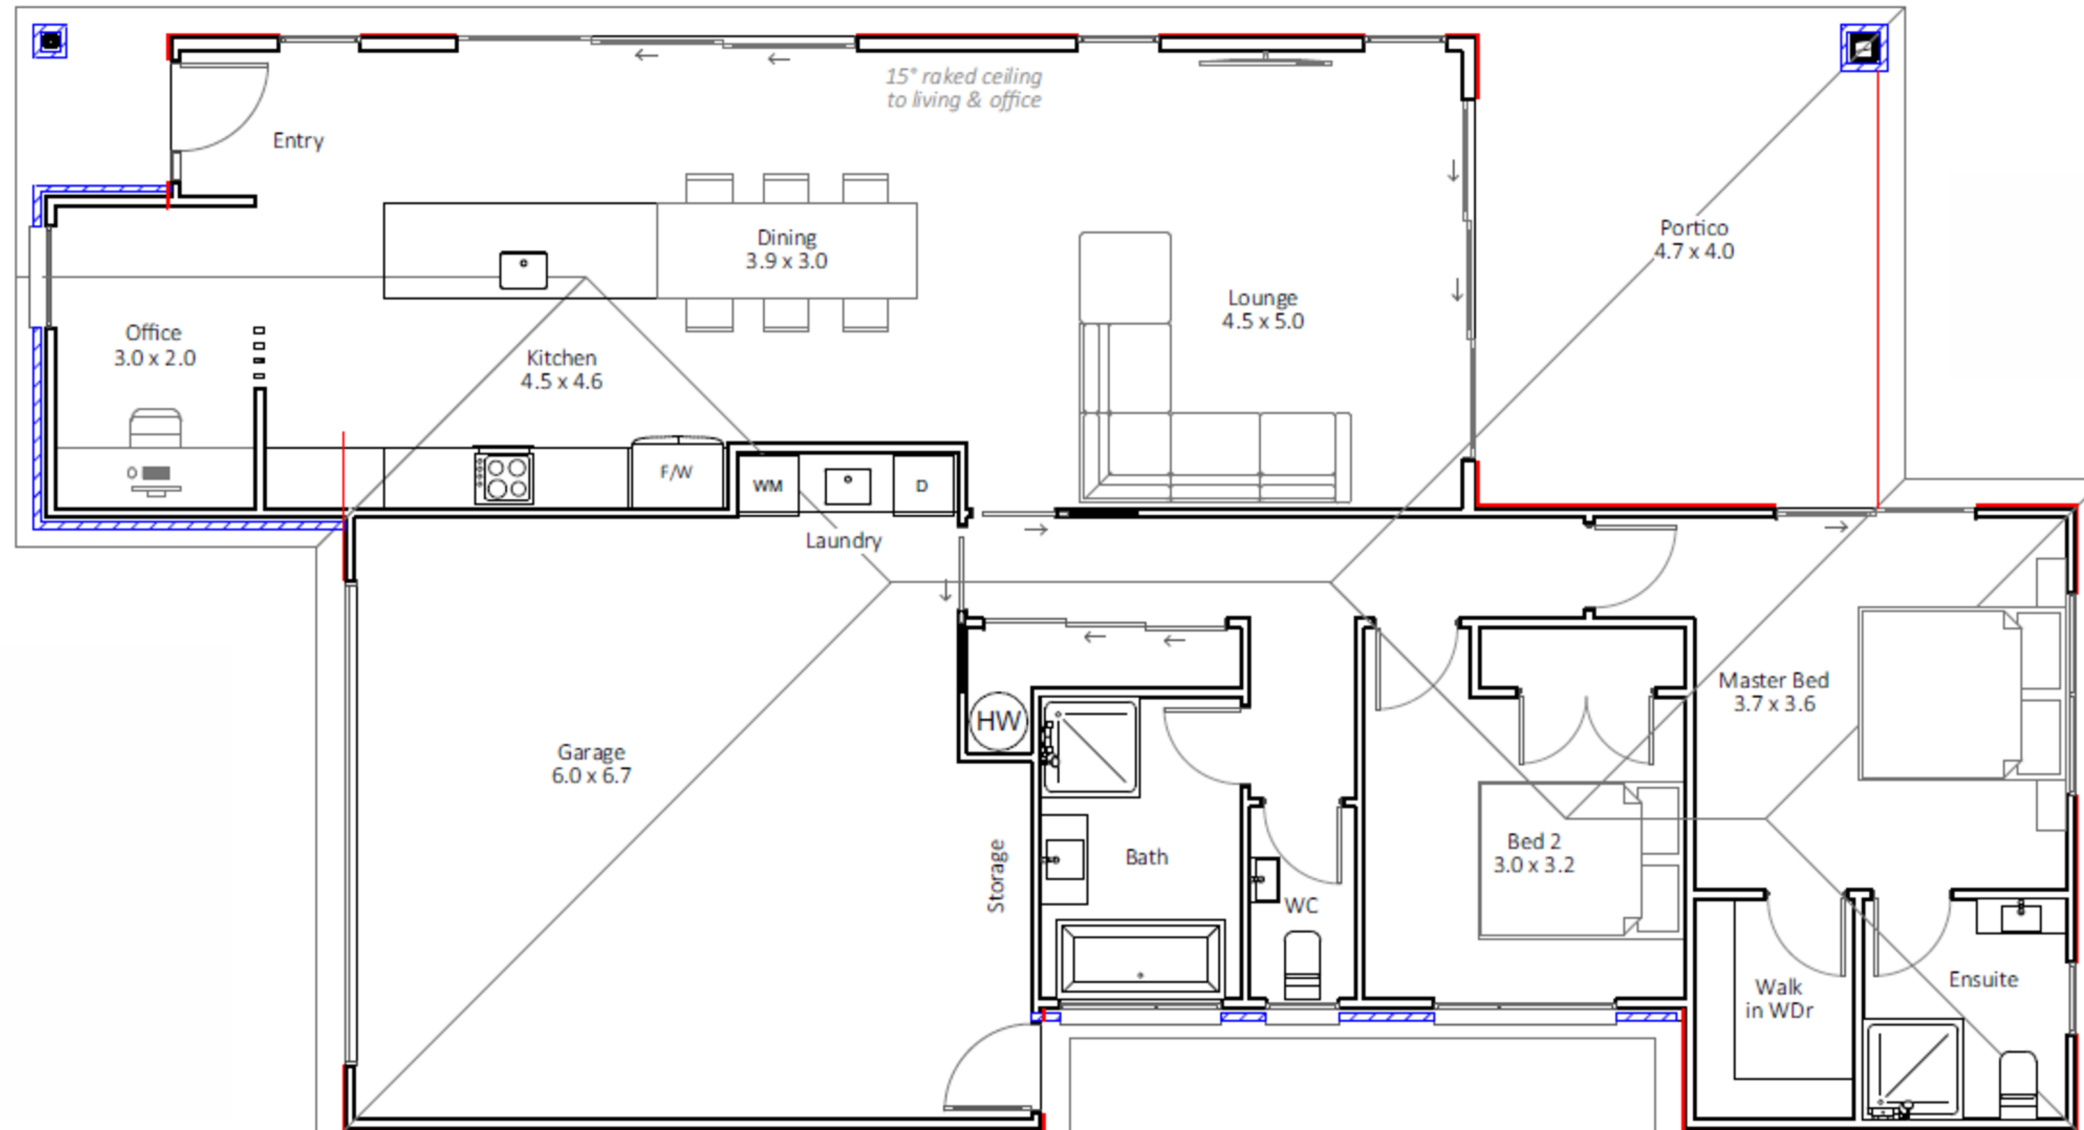 15° raked ceiling
to living & office
Entry
Dining
3.9 x 3.0
Portico
4.7 x 4.0
Lounge
4.5 x 5.0
Office
3.0 x 2.0
Kitchen
4.5 x 4.6
F/W
WM
D
Laundry
Master Bed
3.7 x 3.6
HW
Garage
6.0 x 6.7
Storage
Bath
Bed 2
3.0 x 3.2
WC
Walk
in WDr
Ensuite